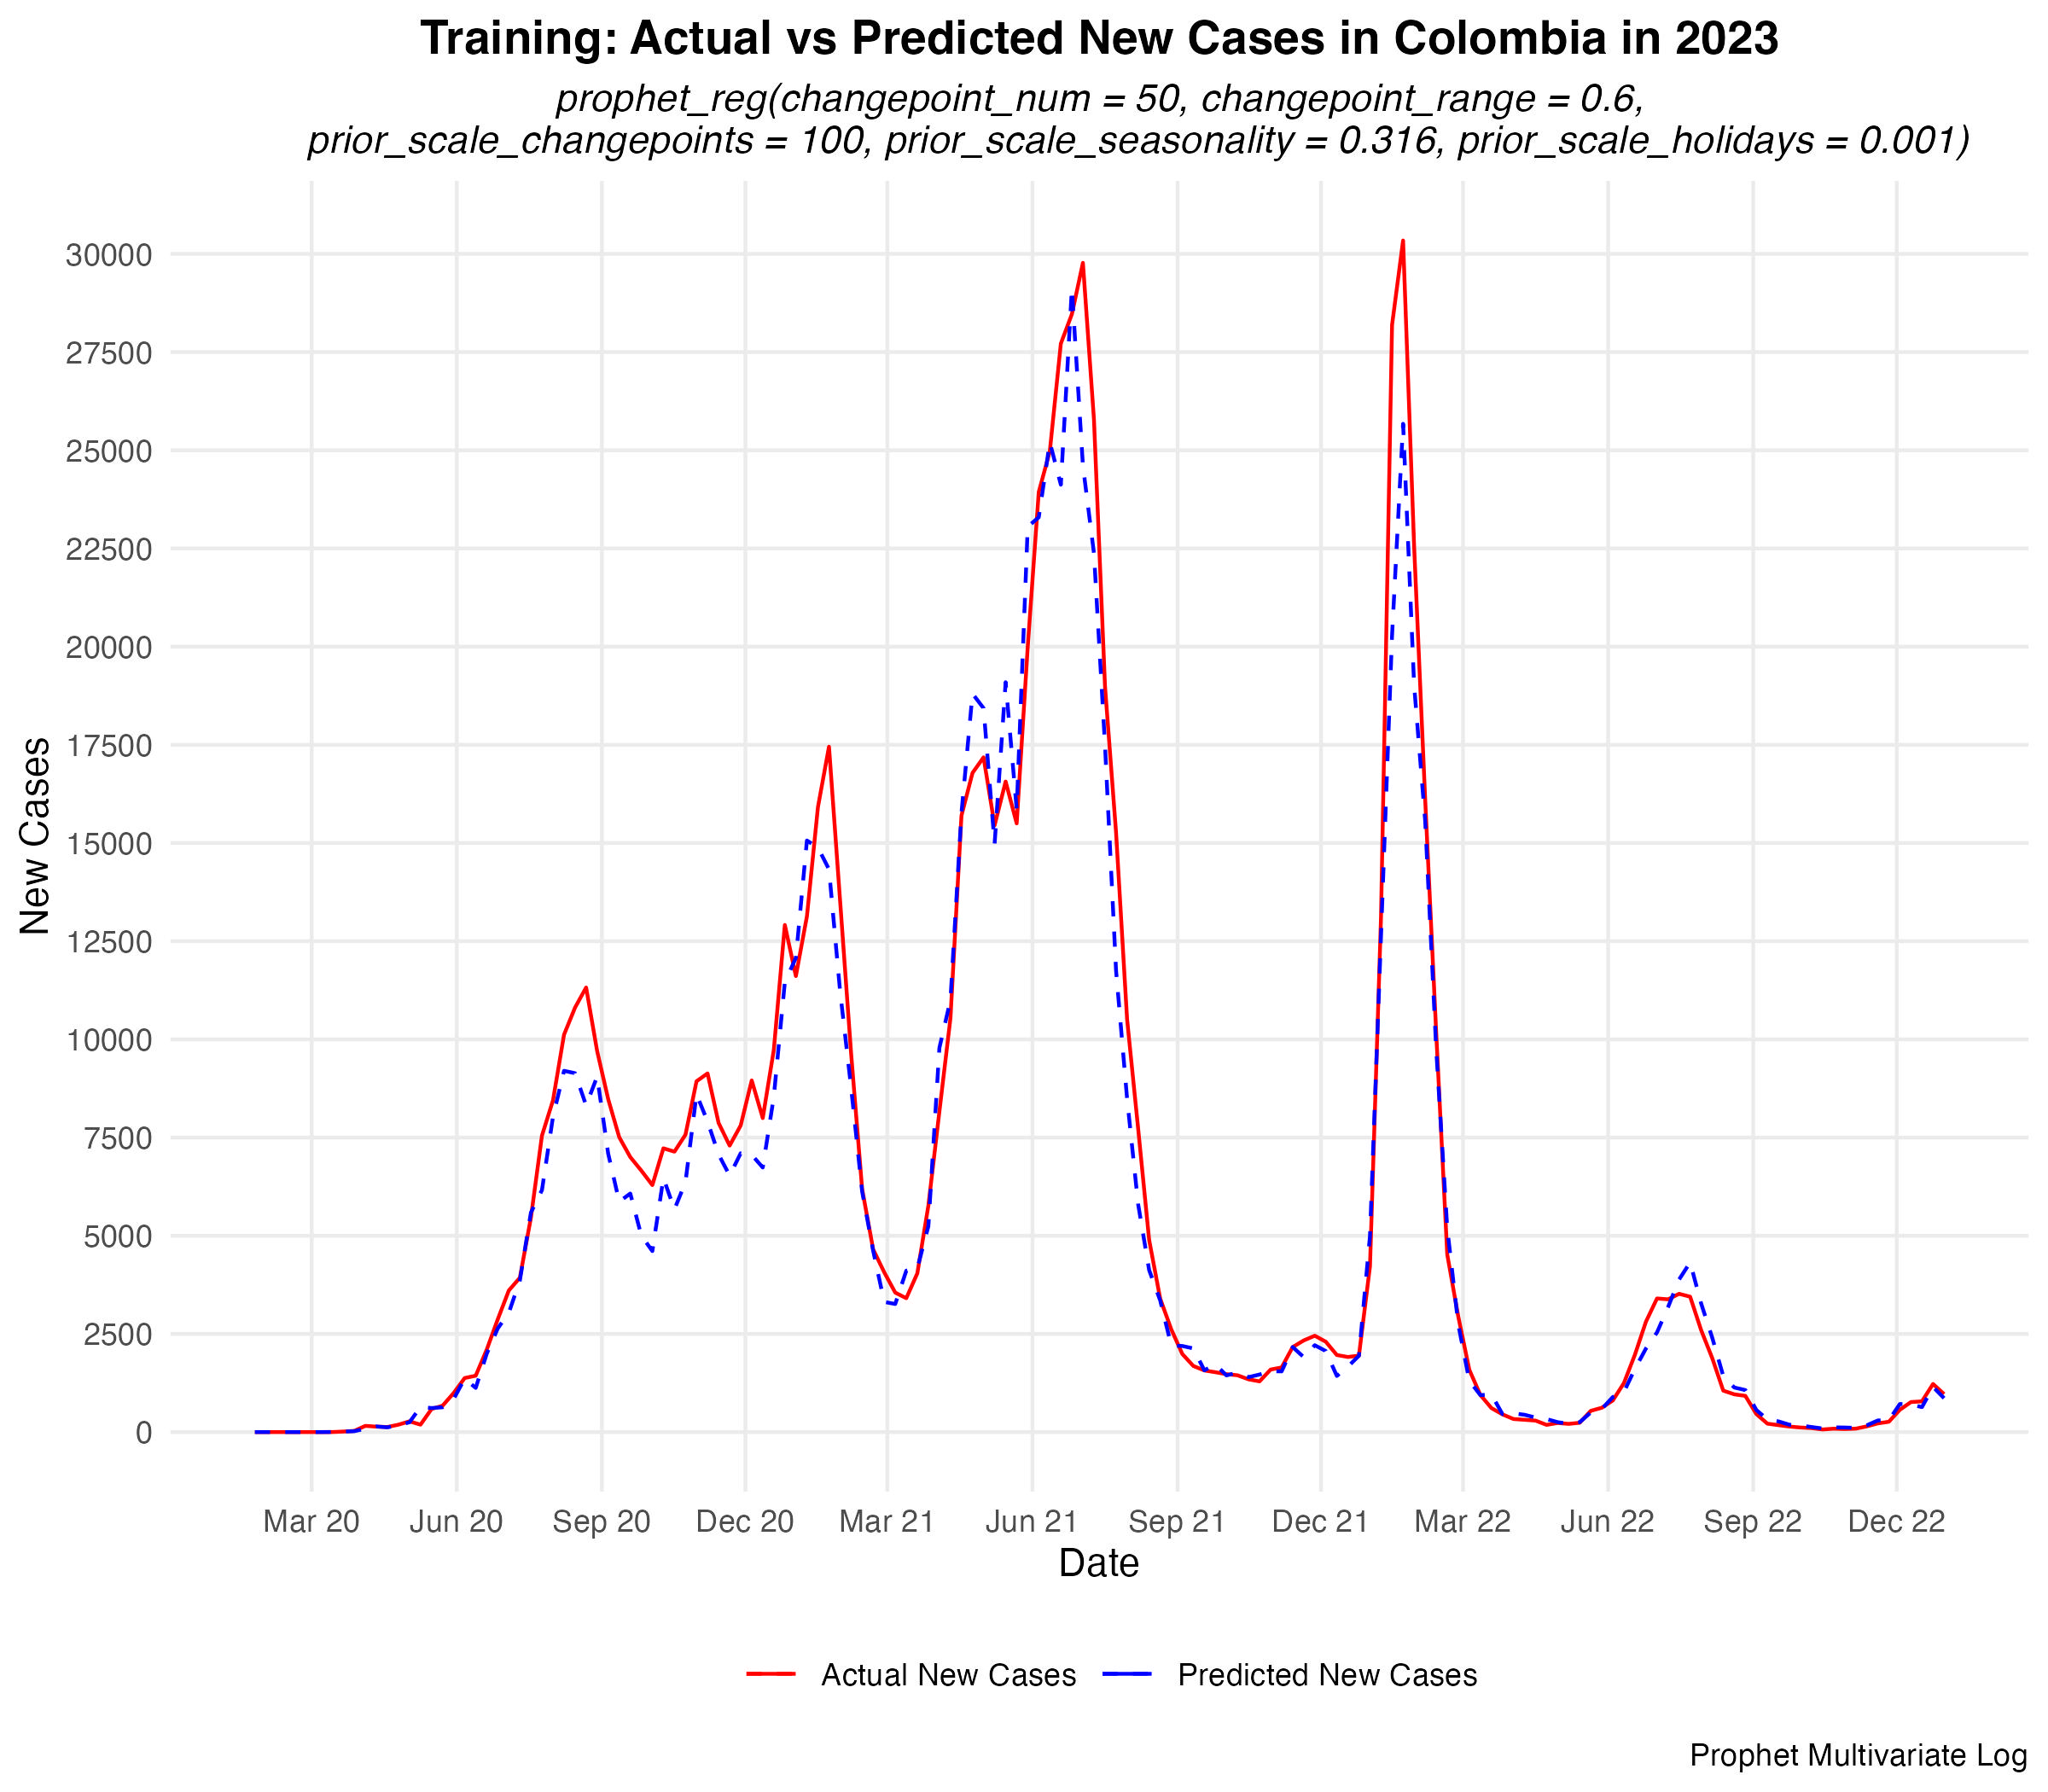 Training: Actual vs Predicted New Cases in Colombia in 2023
prophet_reg(changepoint_num = 50, changepoint_range = 0.6,
prior_scale_changepoints = 100, prior_scale_seasonality = 0.316, prior_scale_holidays = 0.001)
30000
27500
25000
22500
20000
17500
15000
12500
10000
7500
5000
2500
0
New Cases
Mar 20 Jun 20 Sep 20 Dec 20 Mar 21 Jun 21 Sep 21 Dec 21 Mar 22 Jun 22 Sep 22 Dec 22
Date
Actual New Cases Predicted New Cases
Prophet Multivariate Log